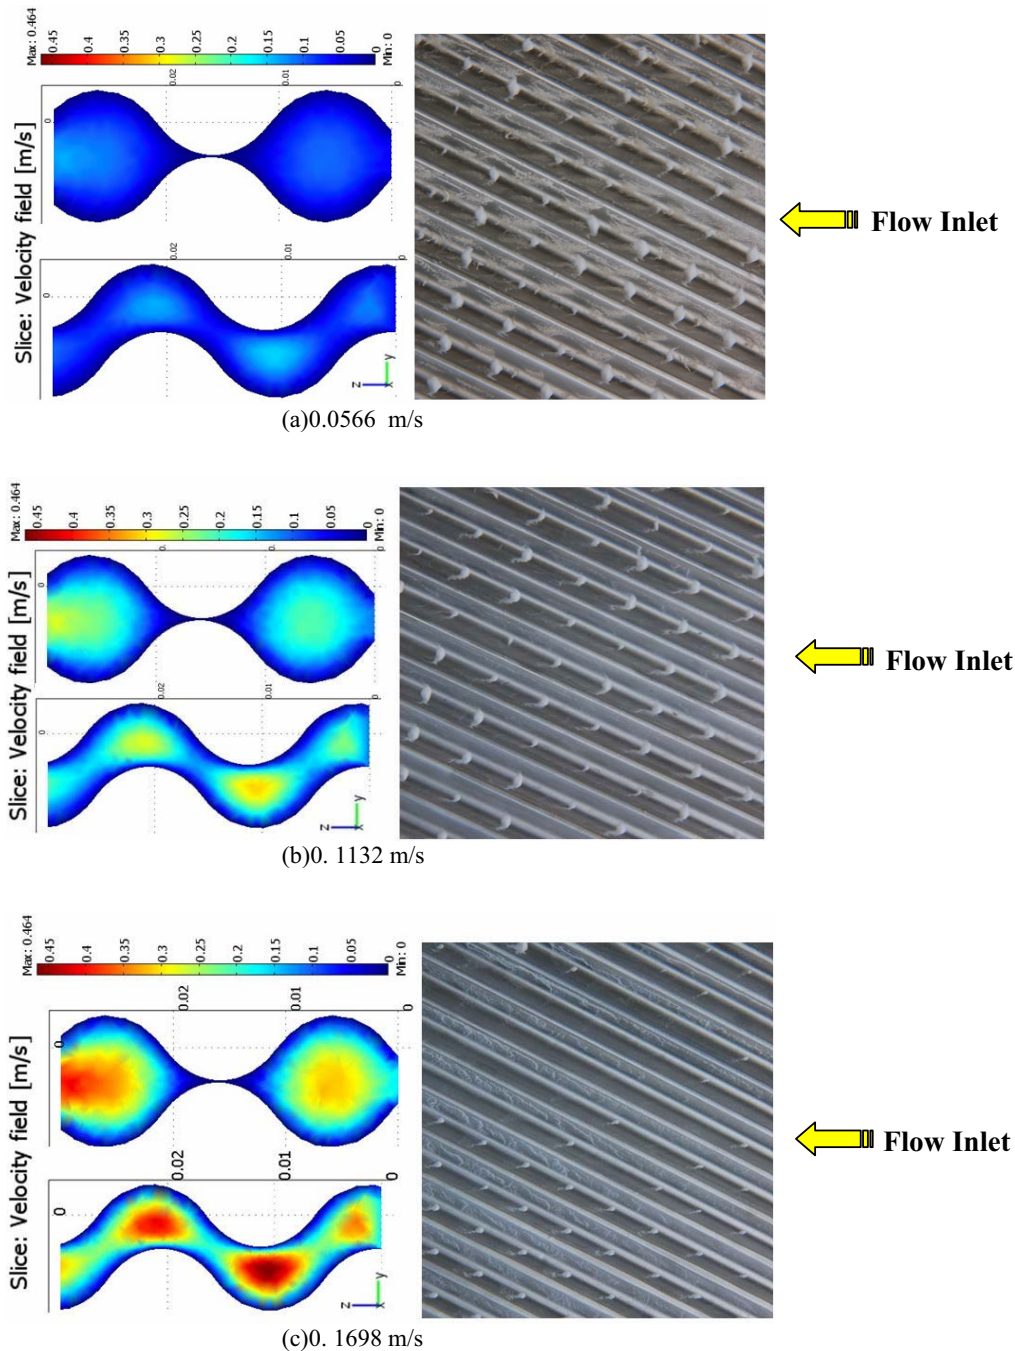 Max: 0.464
0.45 0.4 0.35 0.3 0.25 0.2 0.15 0.1 0.05 0
Min: 0
Slice: Velocity field [m/s]
0.02 0.01 0
0
0.02 0.01 0
0
z y x
Flow Inlet
(a)0.0566 m/s
Max: 0.464
0.45 0.4 0.35 0.3 0.25 0.2 0.15 0.1 0.05 0
Min: 0
Slice: Velocity field [m/s]
0. 0. 0
0
0.02 0.01 0
0
z y x
Flow Inlet
(b)0. 1132 m/s
Max: 0.464
0.45 0.4 0.35 0.3 0.25 0.2 0.15 0.1 0.05 0
Min: 0
Slice: Velocity field [m/s]
0.02 0.01 0
0
0.02 0.01 0
0
z y x
Flow Inlet
(c)0. 1698 m/s